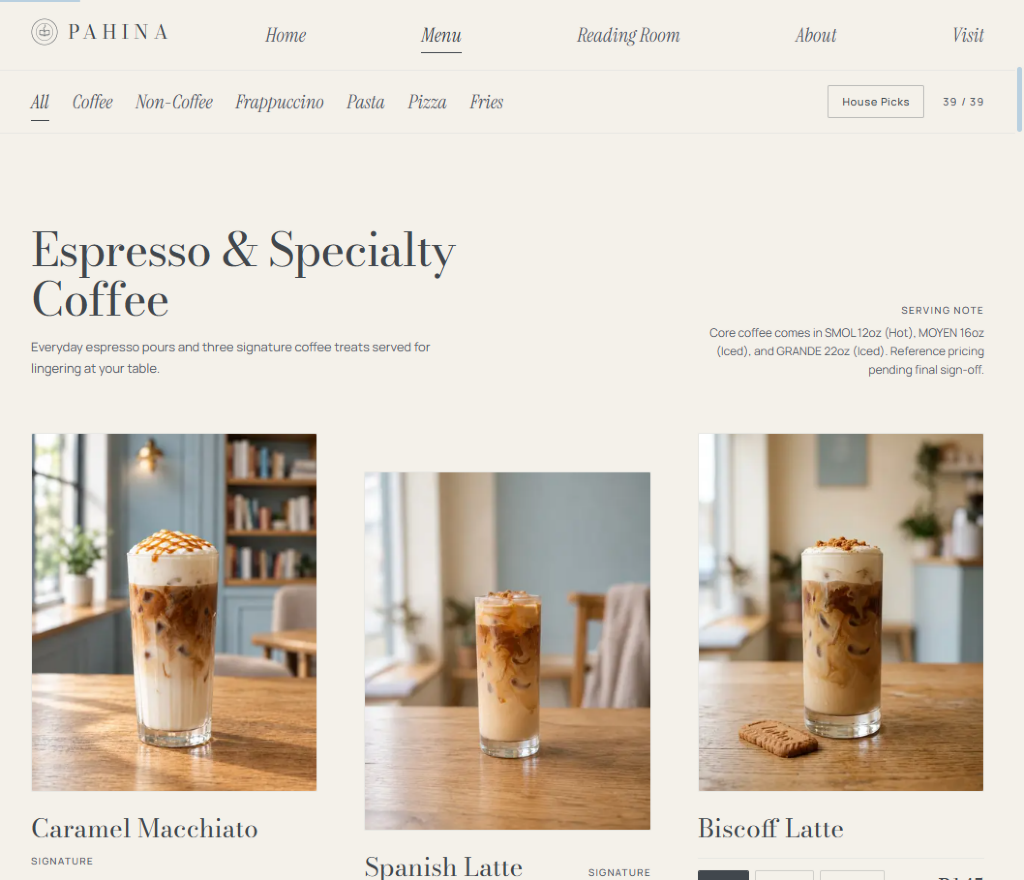 PAHINA
Home
Menu
Reading Room
About
Visit
All
Coffee
Non-Coffee
Frappuccino
Pasta
Pizza
Fries
House Picks
39 / 39
Espresso & Specialty
Coffee
Everyday espresso pours and three signature coffee treats served for
lingering at your table.
SERVING NOTE
Core coffee comes in SMOL 12oz (Hot), MOYEN 16oz
(Iced), and GRANDE 22oz (Iced). Reference pricing
pending final sign-off.
Caramel Macchiato
SIGNATURE
Spanish Latte
SIGNATURE
Biscoff Latte